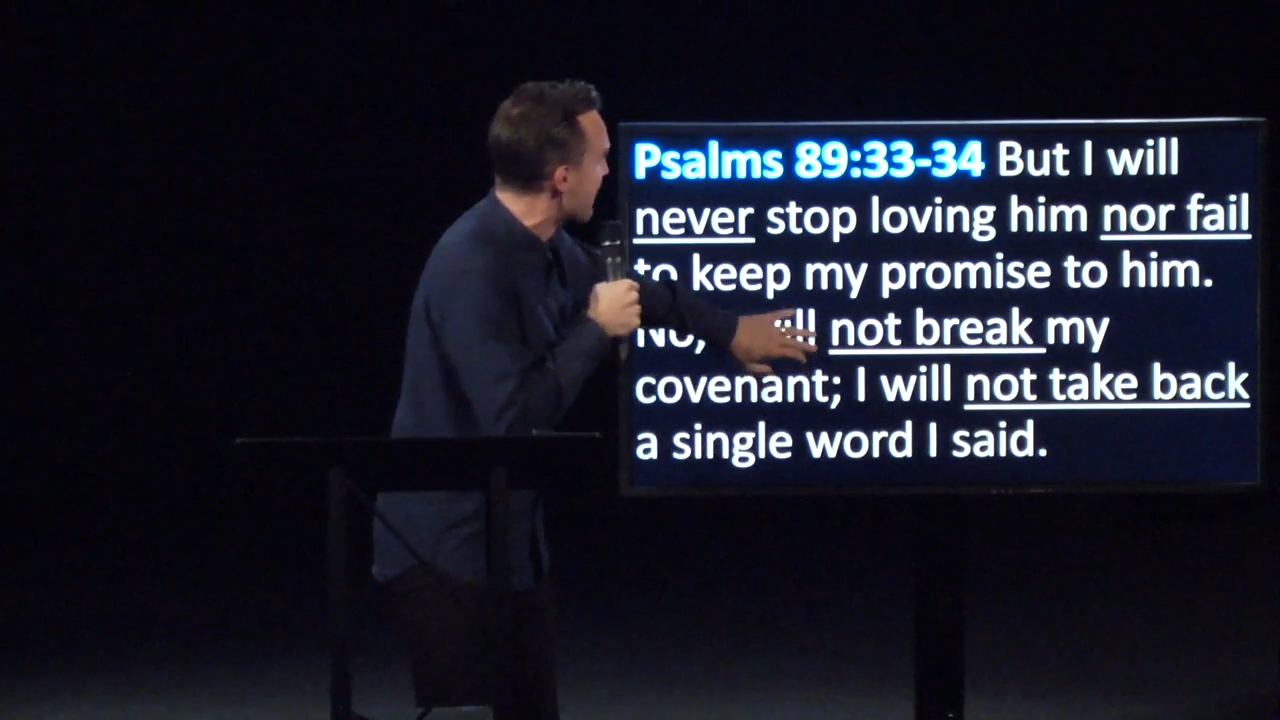 Psalms 89:33-34 But I will
never stop loving him nor fail
to keep my promise to him.
No, will not break my
covenant; I will not take back
a single word I said.